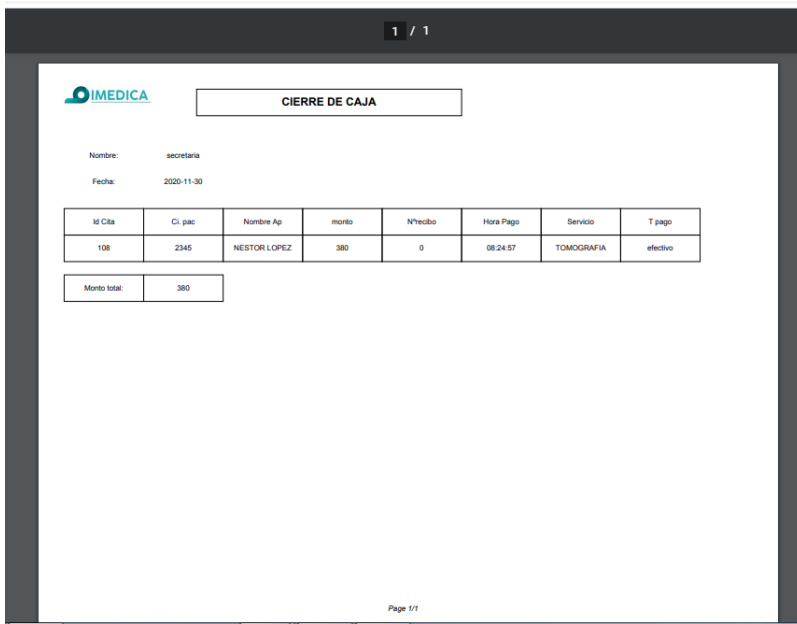 1 / 1
IMEDICA
CIERRE DE CAJA
Nombre: secretaria
Fecha: 2020-11-30
Id Cita Ci. pac Nombre Ap monto Nºrecibo Hora Pago Servicio T pago
108 2345 NESTOR LOPEZ 380 0 08:24:57 TOMOGRAFIA efectivo
Monto total: 380
Page 1/1